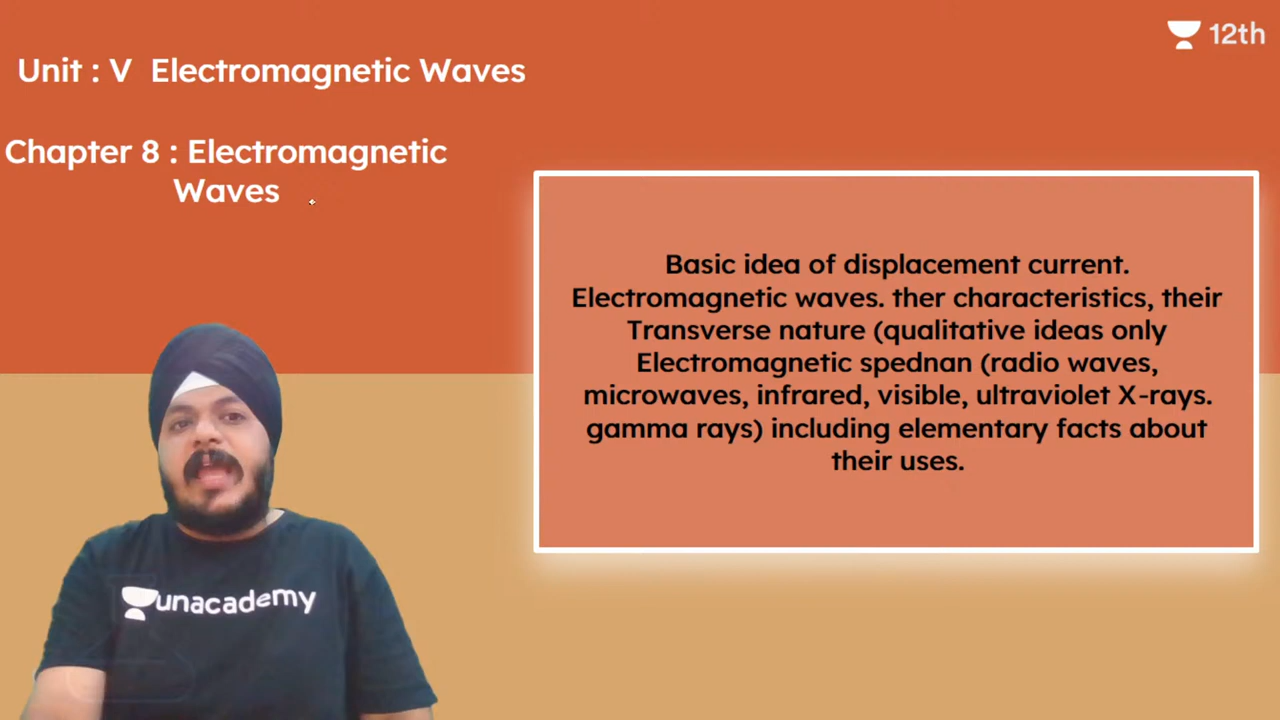 12th
Unit : V Electromagnetic Waves
Chapter 8 : Electromagnetic
Waves
Basic idea of displacement current.
Electromagnetic waves. ther characteristics, their
Transverse nature (qualitative ideas only
Electromagnetic spednan (radio waves,
microwaves, infrared, visible, ultraviolet X-rays.
gamma rays) including elementary facts about
their uses.
unacademy